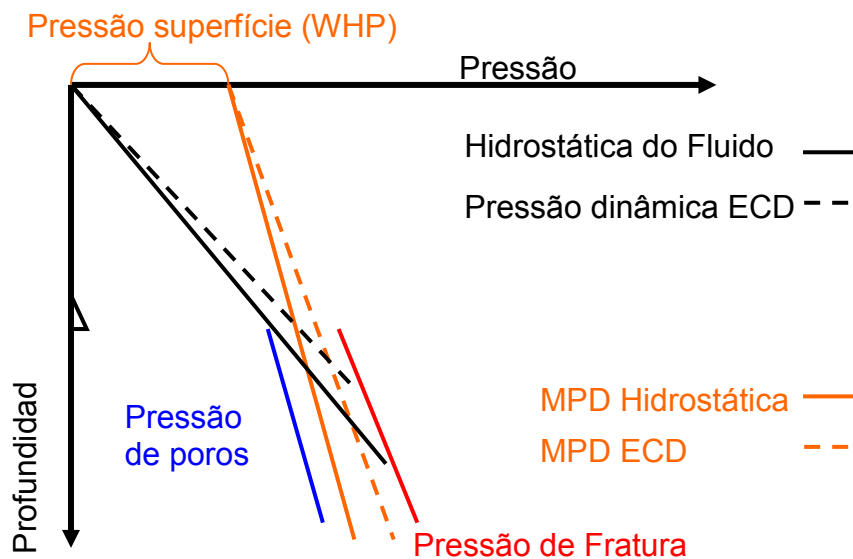 Pressão superfície (WHP)
Pressão
Hidrostática do Fluido
Pressão dinâmica ECD
MPD Hidrostática
MPD ECD
Pressão
de poros
Pressão de Fratura
Profundidad